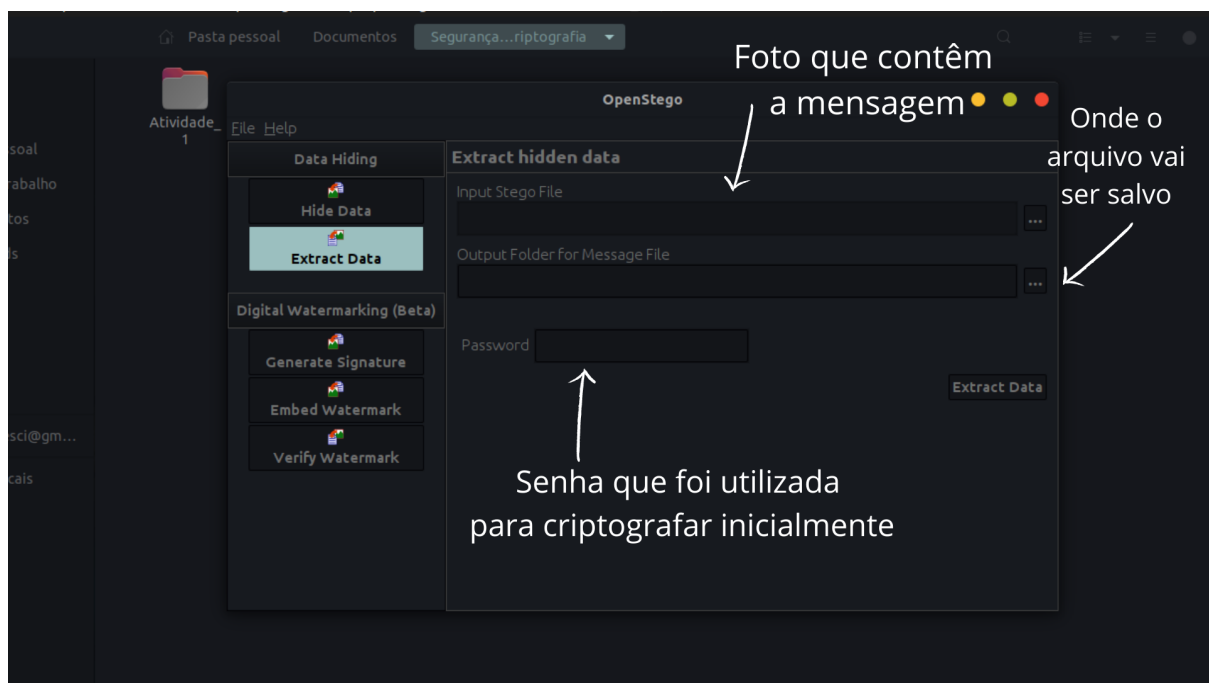 Pasta pessoal
Documentos
Segurança...riptografia
Foto que contêm
a mensagem
OpenStego
Onde o
arquivo vai
ser salvo
Atividade_
1
File Help
Data Hiding
Extract hidden data
soal
rabalho
tos
ds
Hide Data
Extract Data
Input Stego File
...
Output Folder for Message File
...
Digital Watermarking (Beta)
Generate Signature
Embed Watermark
Verify Watermark
Password
Extract Data
esci@gm...
cais
Senha que foi utilizada
para criptografar inicialmente